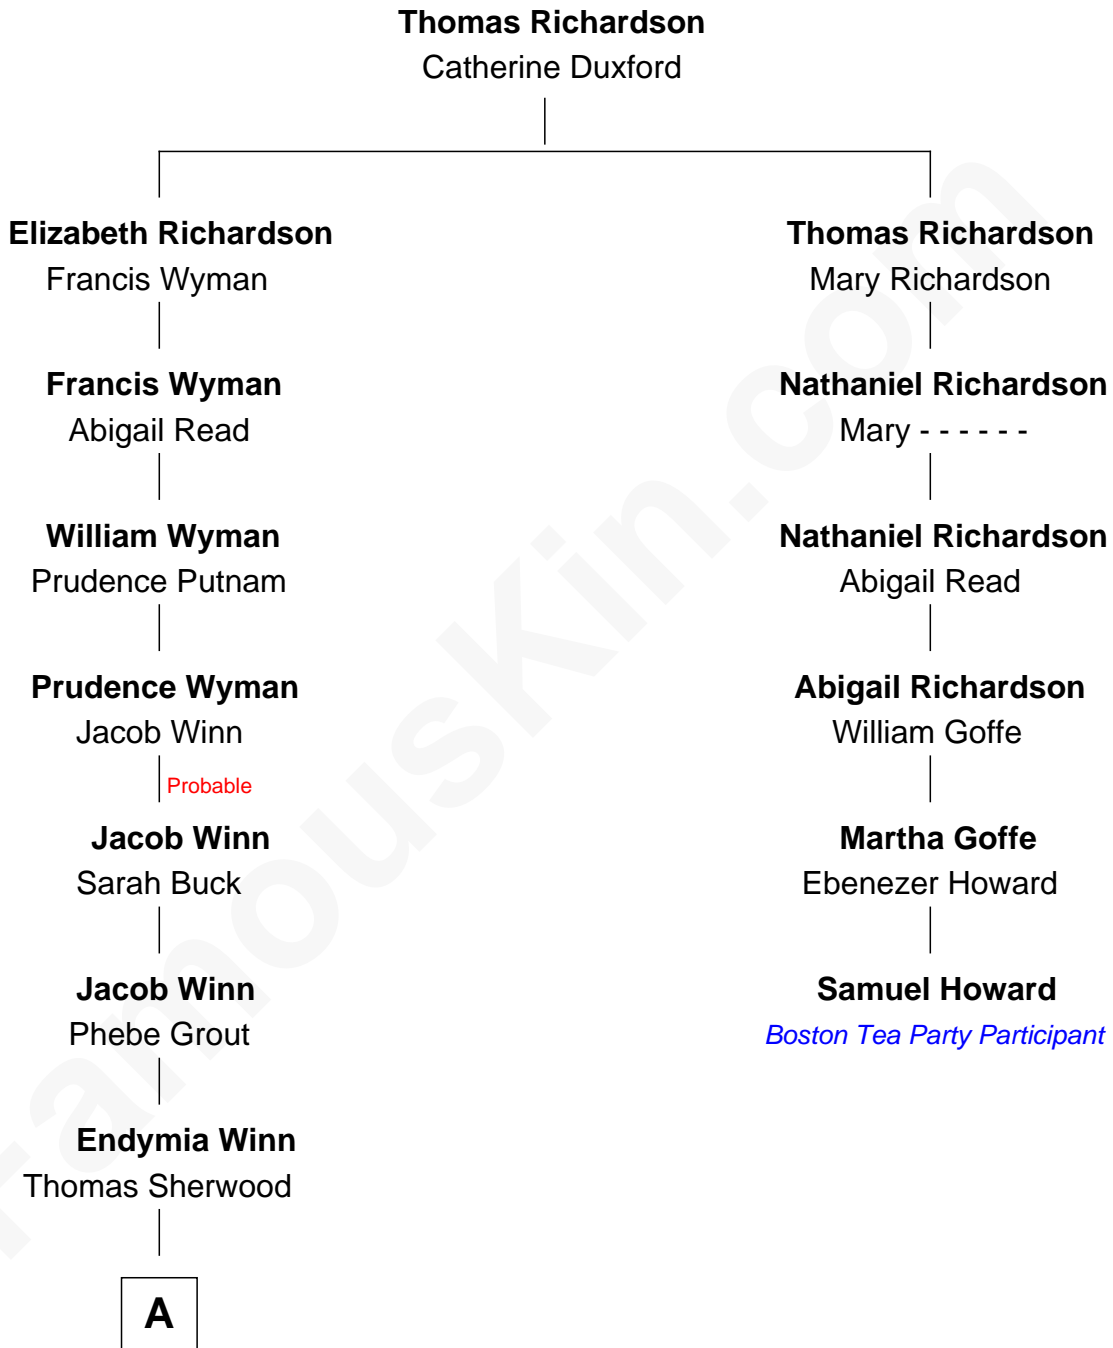 Thomas Richardson
Catherine Duxford
Elizabeth Richardson
Francis Wyman
Francis Wyman
Abigail Read
William Wyman
Prudence Putnam
Prudence Wyman
Jacob Winn
Probable
Jacob Winn
Sarah Buck
Jacob Winn
Phebe Grout
Endymia Winn
Thomas Sherwood
A
Thomas Richardson
Mary Richardson
Nathaniel Richardson
Mary - - - - - -
Nathaniel Richardson
Abigail Read
Abigail Richardson
William Goffe
Martha Goffe
Ebenezer Howard
Samuel Howard
Boston Tea Party Participant
FamousKin.com